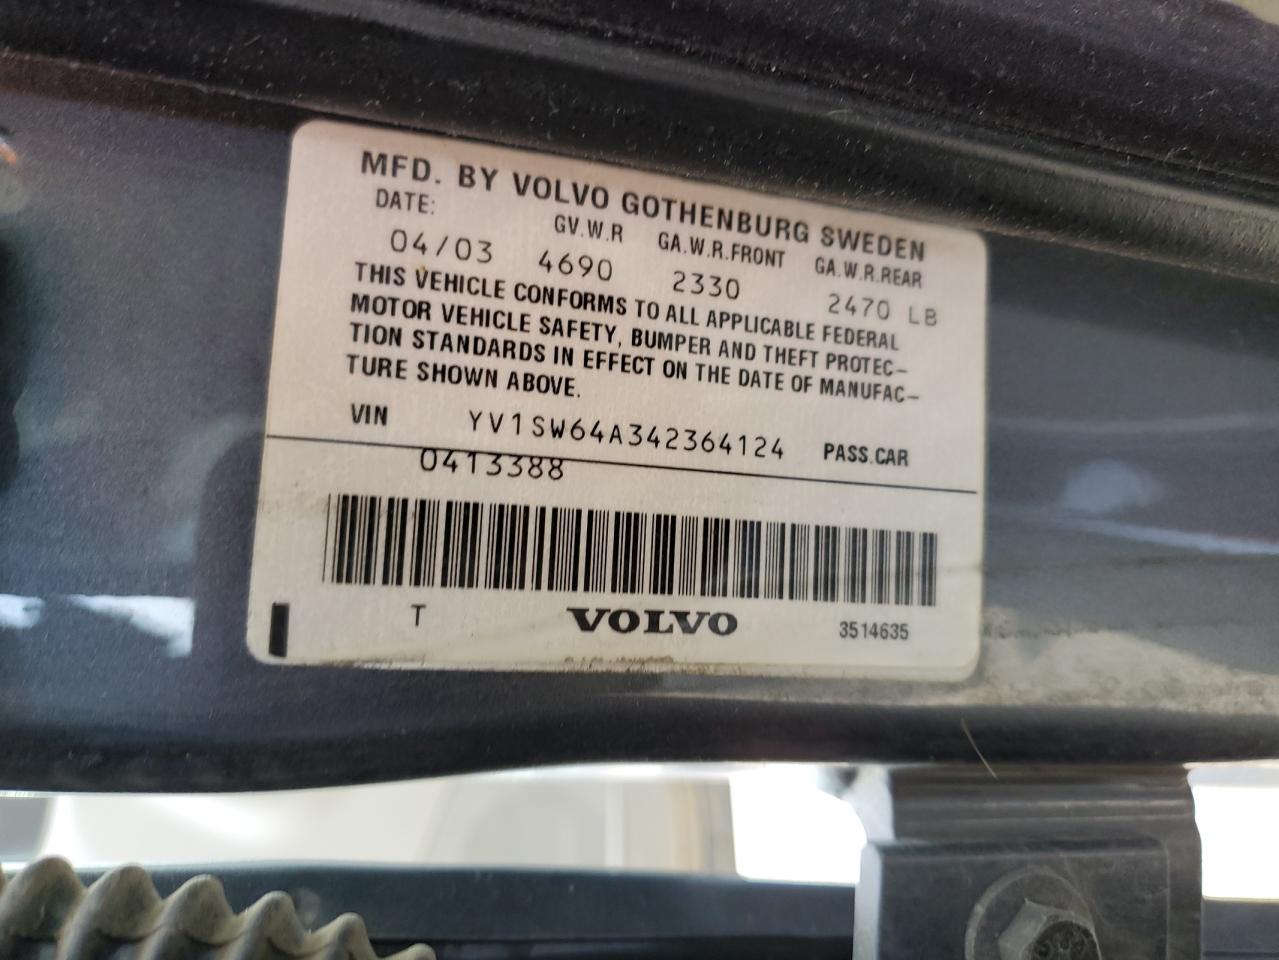 MFD. BY VOLVO GOTHENBURG SWEDEN
DATE: GV.W.R GA.W.R.FRONT GA.W.R.REAR
04/03 4690 2330 2470 LB
THIS VEHICLE CONFORMS TO ALL APPLICABLE FEDERAL
MOTOR VEHICLE SAFETY, BUMPER AND THEFT PROTEC-
TION STANDARDS IN EFFECT ON THE DATE OF MANUFAC-
TURE SHOWN ABOVE.
VIN YV1SW64A342364124 PASS.CAR
0413388
T VOLVO 3514635